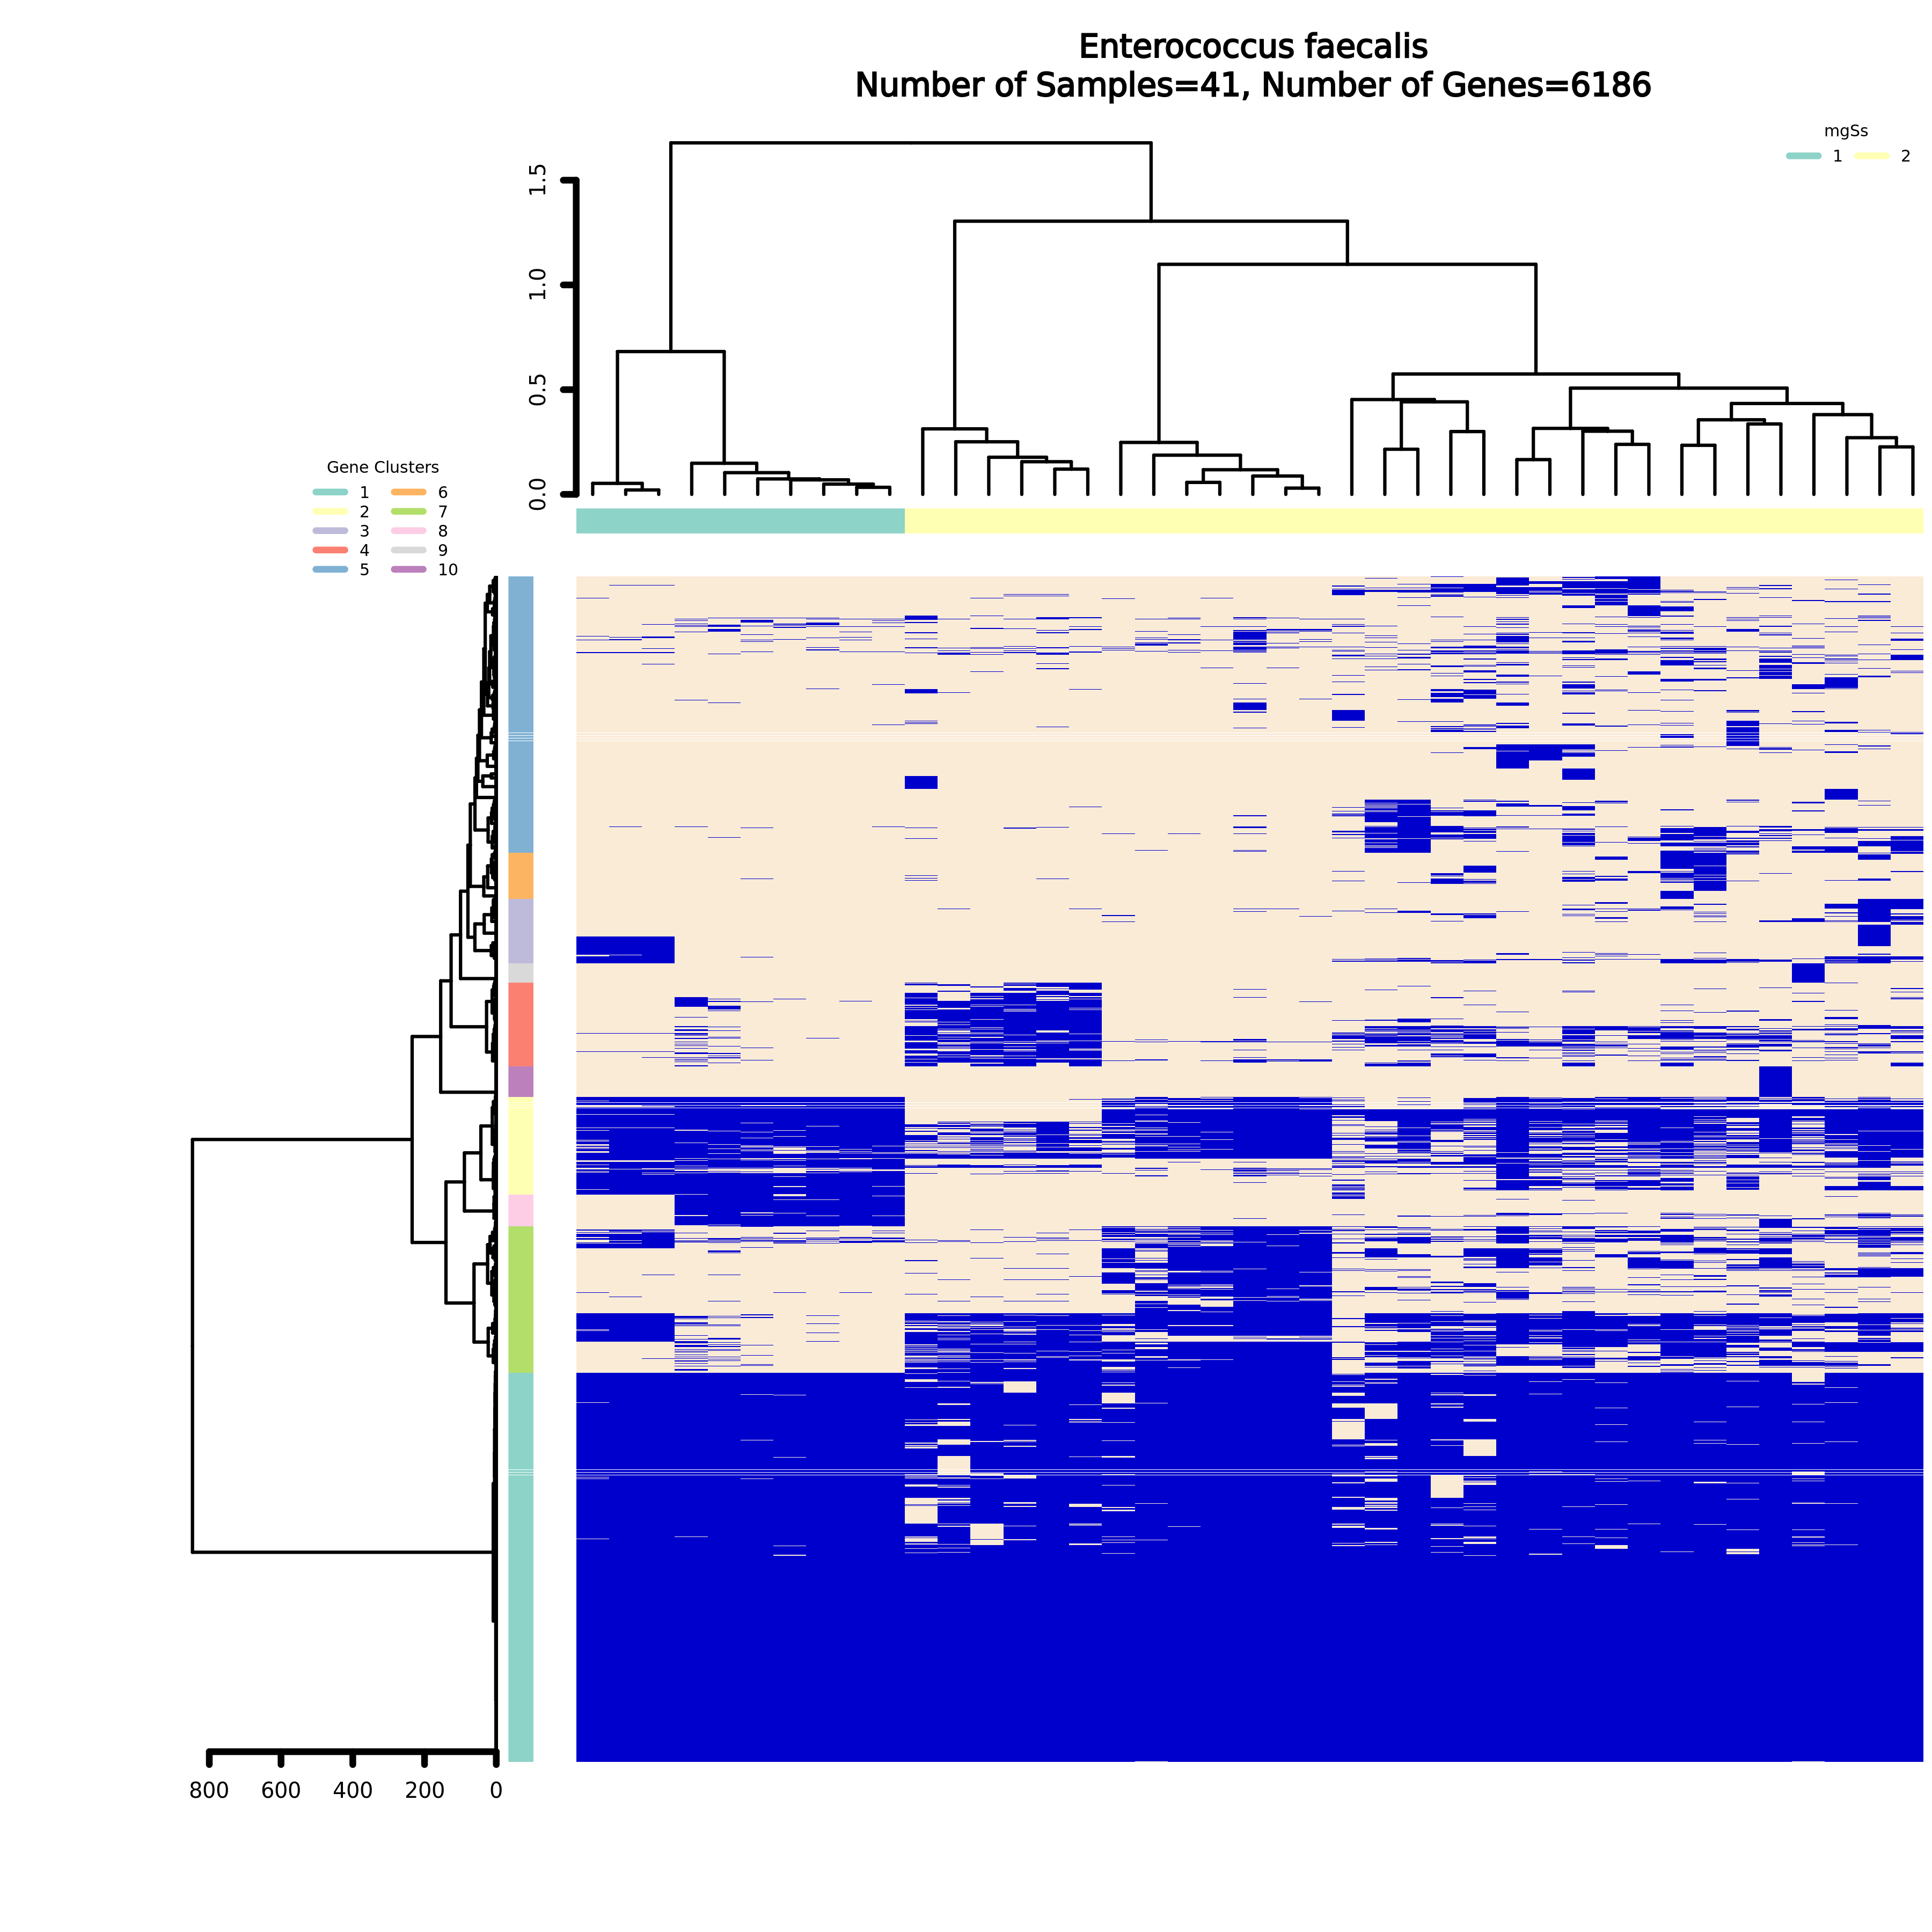 Enterococcus faecalis
Number of Samples=41, Number of Genes=6186
mgSs
1 2
1.5
1.0
0.5
0.0
Gene Clusters
1 6
2 7
3 8
4 9
5 10
800 600 400 200 0